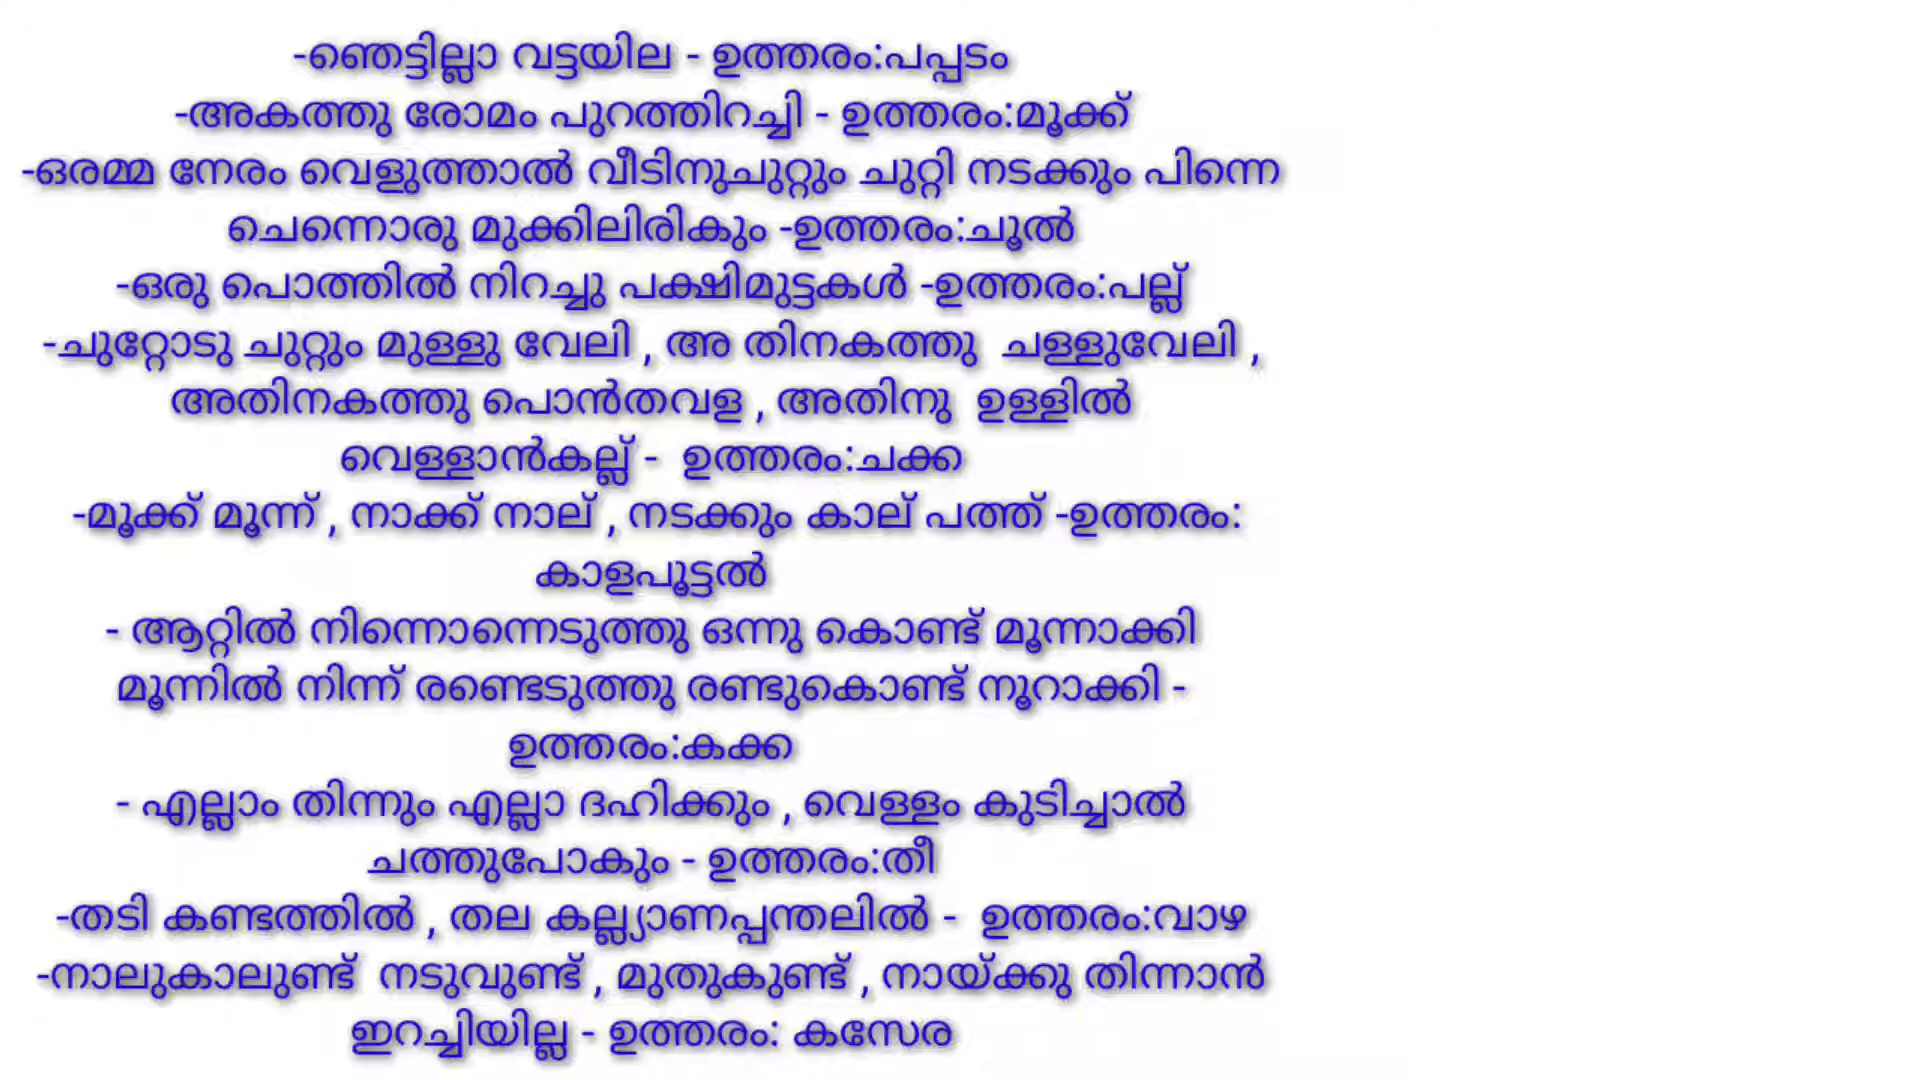 -ഞെട്ടില്ലാ വട്ടയില - ഉത്തരം:പപ്പടം
-അകത്തു രോമം പുറത്തിറച്ചി - ഉത്തരം:മൂക്ക്
-ഒരമ്മ നേരം വെളുത്താൽ വീടിനുചുറ്റും ചുറ്റി നടക്കും പിന്നെ
ചെന്നൊരു മുക്കിലിരികും -ഉത്തരം:ചൂൽ
-ഒരു പൊത്തിൽ നിറച്ചു പക്ഷിമുട്ടകൾ -ഉത്തരം:പല്ല്
-ചുറ്റോടു ചുറ്റും മുള്ളു വേലി , അ തിനകത്തു  ചള്ളുവേലി ,
അതിനകത്തു പൊൻതവള , അതിനു  ഉള്ളിൽ
വെള്ളാൻകല്ല് -  ഉത്തരം:ചക്ക
-മൂക്ക് മൂന്ന് , നാക്ക് നാല് , നടക്കും കാല് പത്ത് -ഉത്തരം:
കാളപൂട്ടൽ
- ആറ്റിൽ നിന്നൊന്നെടുത്തു ഒന്നു കൊണ്ട് മൂന്നാക്കി
മൂന്നിൽ നിന്ന് രണ്ടെടുത്തു രണ്ടുകൊണ്ട് നൂറാക്കി -
ഉത്തരം:കക്ക
- എല്ലാം തിന്നും എല്ലാ ദഹിക്കും , വെള്ളം കുടിച്ചാൽ
ചത്തുപോകും - ഉത്തരം:തീ
-തടി കണ്ടത്തിൽ , തല കല്ല്യാണപ്പന്തലിൽ -  ഉത്തരം:വാഴ
-നാലുകാലുണ്ട്  നടുവുണ്ട് , മുതുകുണ്ട് , നായ്ക്കു തിന്നാൻ
ഇറച്ചിയില്ല - ഉത്തരം: കസേര